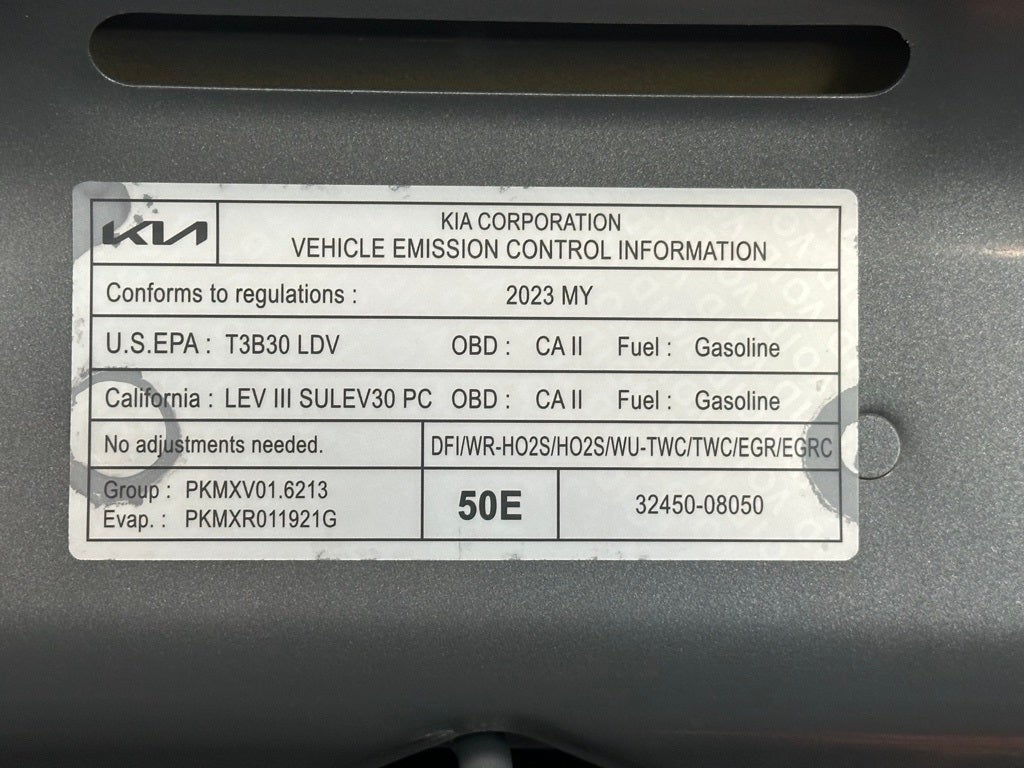 KIA
KIA CORPORATION
VEHICLE EMISSION CONTROL INFORMATION
Conforms to regulations : 2023 MY
U.S.EPA : T3B30 LDV OBD : CA II Fuel : Gasoline
California : LEV III SULEV30 PC OBD : CA II Fuel : Gasoline
No adjustments needed. DFI/WR-HO2S/HO2S/WU-TWC/TWC/EGR/EGRC
Group : PKMXV01.6213
Evap. : PKMXR011921G
50E
32450-08050